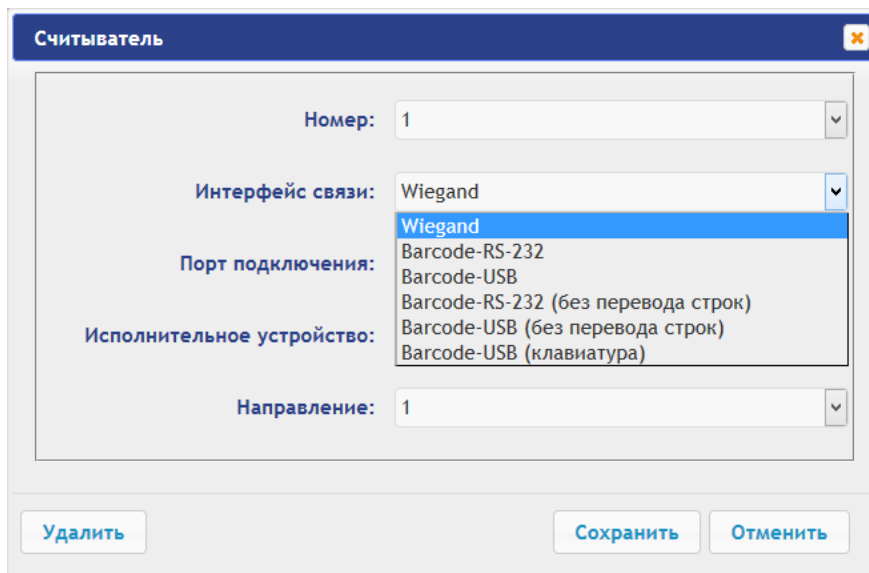 Считыватель
Номер: 1
Интерфейс связи: Wiegand
Wiegand
Barcode-RS-232
Порт подключения:
Barcode-USB
Barcode-RS-232 (без перевода строк)
Исполнительное устройство:
Barcode-USB (без перевода строк)
Barcode-USB (клавиатура)
Направление: 1
Удалить Сохранить Отменить